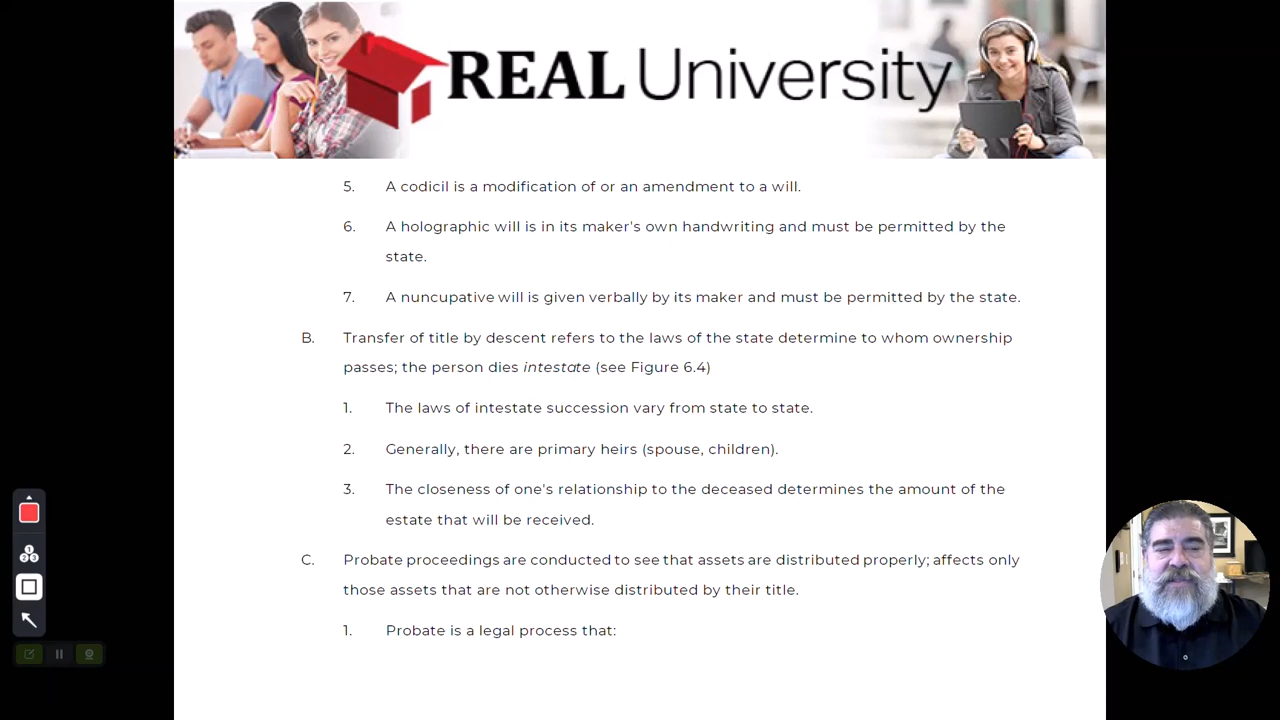 REAL University
5. A codicil is a modification of or an amendment to a will.
6. A holographic will is in its maker's own handwriting and must be permitted by the
state.
7. A nuncupative will is given verbally by its maker and must be permitted by the state.
B. Transfer of title by descent refers to the laws of the state determine to whom ownership
passes; the person dies intestate (see Figure 6.4)
1. The laws of intestate succession vary from state to state.
2. Generally, there are primary heirs (spouse, children).
3. The closeness of one's relationship to the deceased determines the amount of the
estate that will be received.
C. Probate proceedings are conducted to see that assets are distributed properly; affects only
those assets that are not otherwise distributed by their title.
1. Probate is a legal process that: